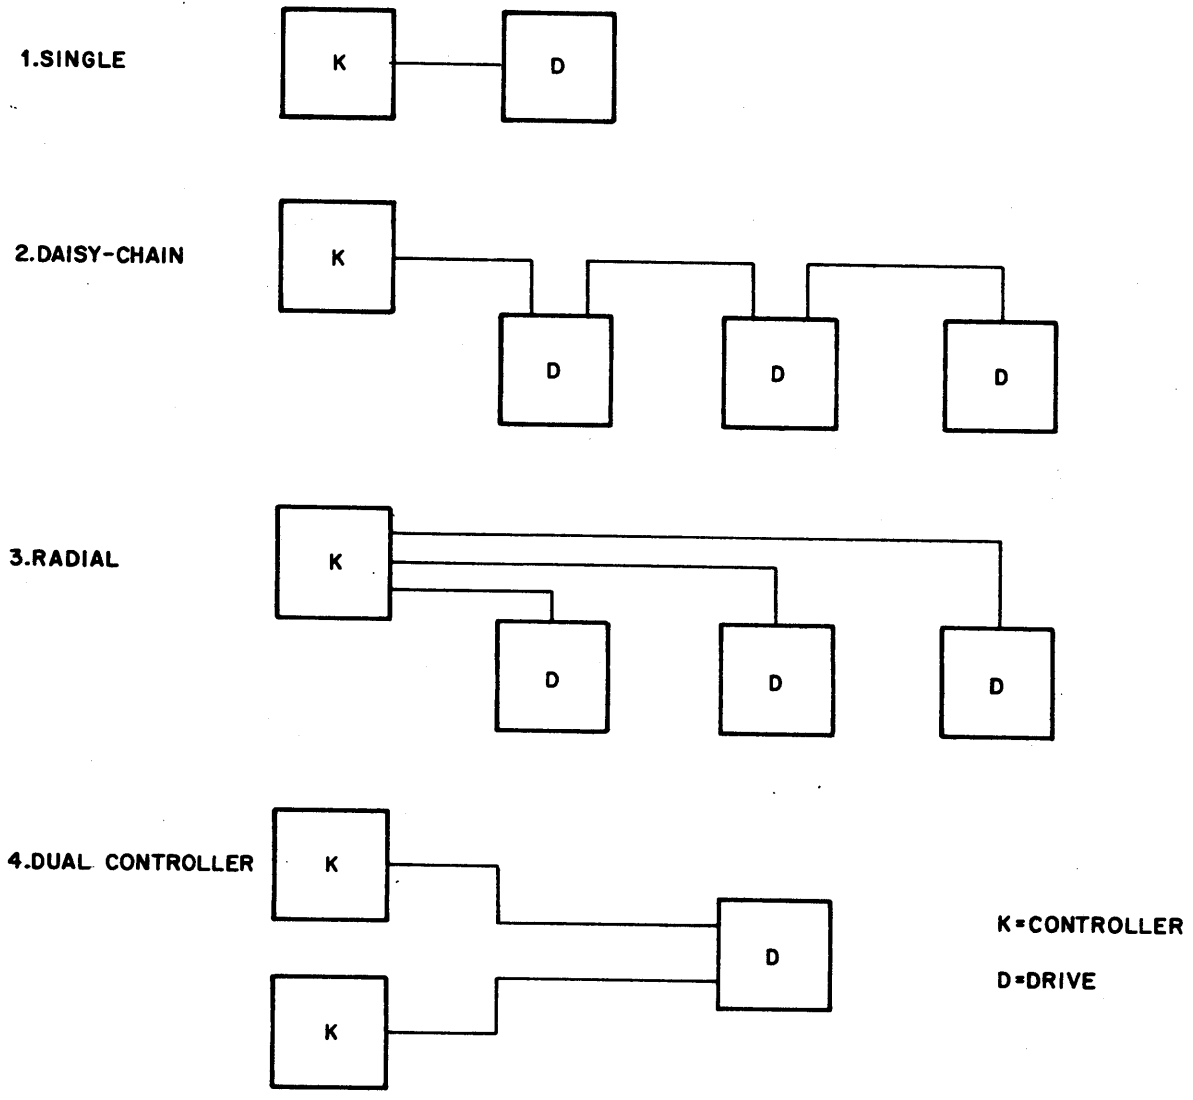 1.SINGLE
K
D
2.DAISY-CHAIN
K
D
D
D
3.RADIAL
K
D
D
D
4.DUAL CONTROLLER
K
D
K
K=CONTROLLER
D=DRIVE